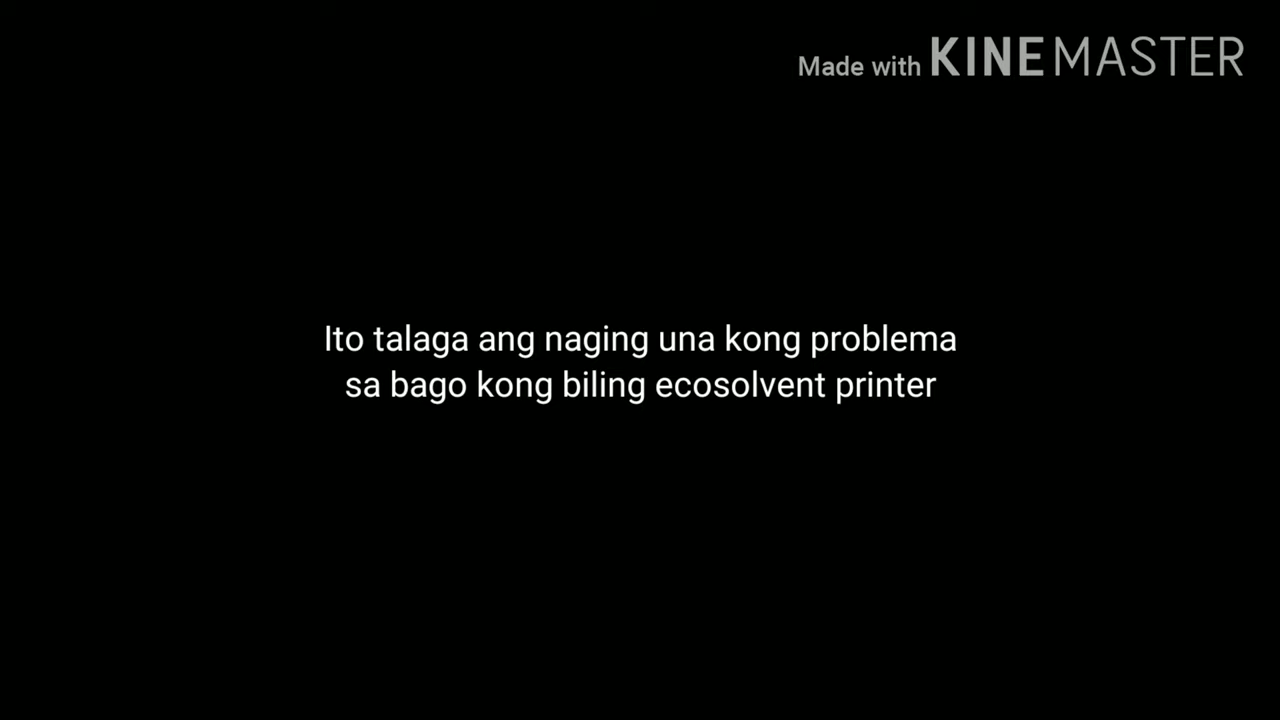 Made with KINEMASTER
Ito talaga ang naging una kong problema
sa bago kong biling ecosolvent printer